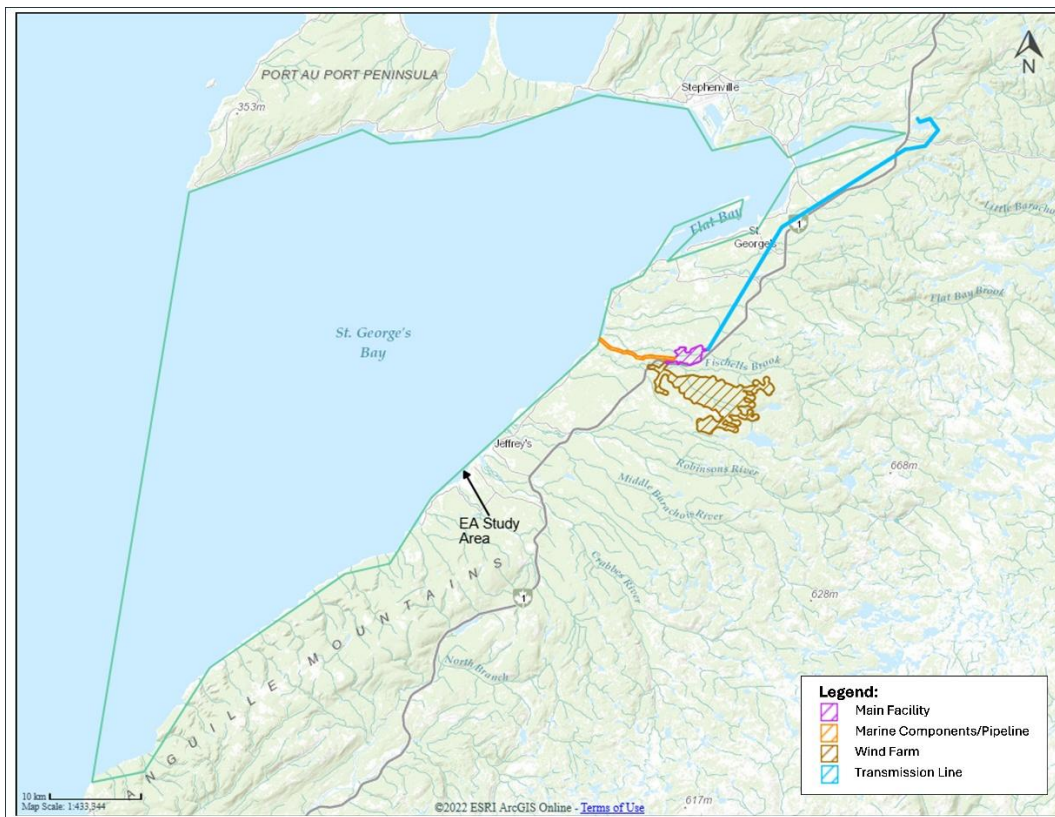 N
PORT AU PORT PENINSULA
353m
Stephenville
Little Barachois
Flat Bay
St.
George's
1
Flat Bay Brook
St. George's
Bay
Fischells Brook
Jeffrey's
Robinsons River
668m
Middle Barachois River
EA Study
Area
Crabbes River
628m
1
ANGUILLE MOUNTAINS
North Branch
Legend:
Main Facility
Marine Components/Pipeline
Wind Farm
Transmission Line
10 km
Map Scale: 1:433,344
©2022 ESRI ArcGIS Online - Terms of Use
617m